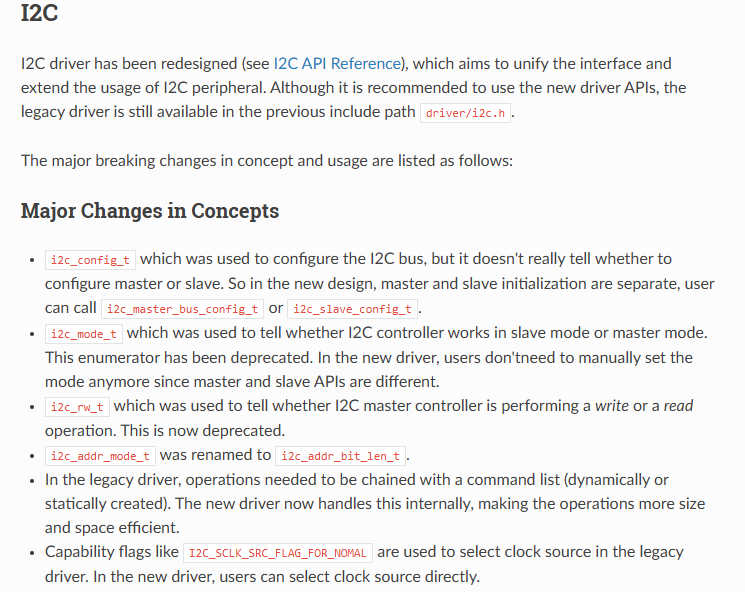 I2C
I2C driver has been redesigned (see I2C API Reference), which aims to unify the interface and
extend the usage of I2C peripheral. Although it is recommended to use the new driver APIs, the
legacy driver is still available in the previous include path driver/i2c.h.
The major breaking changes in concept and usage are listed as follows:
Major Changes in Concepts
• i2c_config_t which was used to configure the I2C bus, but it doesn't really tell whether to
configure master or slave. So in the new design, master and slave initialization are separate, user
can call i2c_master_bus_config_t or i2c_slave_config_t.
• i2c_mode_t which was used to tell whether I2C controller works in slave mode or master mode.
This enumerator has been deprecated. In the new driver, users don'tneed to manually set the
mode anymore since master and slave APIs are different.
• i2c_rw_t which was used to tell whether I2C master controller is performing a write or a read
operation. This is now deprecated.
• i2c_addr_mode_t was renamed to i2c_addr_bit_len_t.
• In the legacy driver, operations needed to be chained with a command list (dynamically or
statically created). The new driver now handles this internally, making the operations more size
and space efficient.
• Capability flags like I2C_SCLK_SRC_FLAG_FOR_NOMAL are used to select clock source in the legacy
driver. In the new driver, users can select clock source directly.